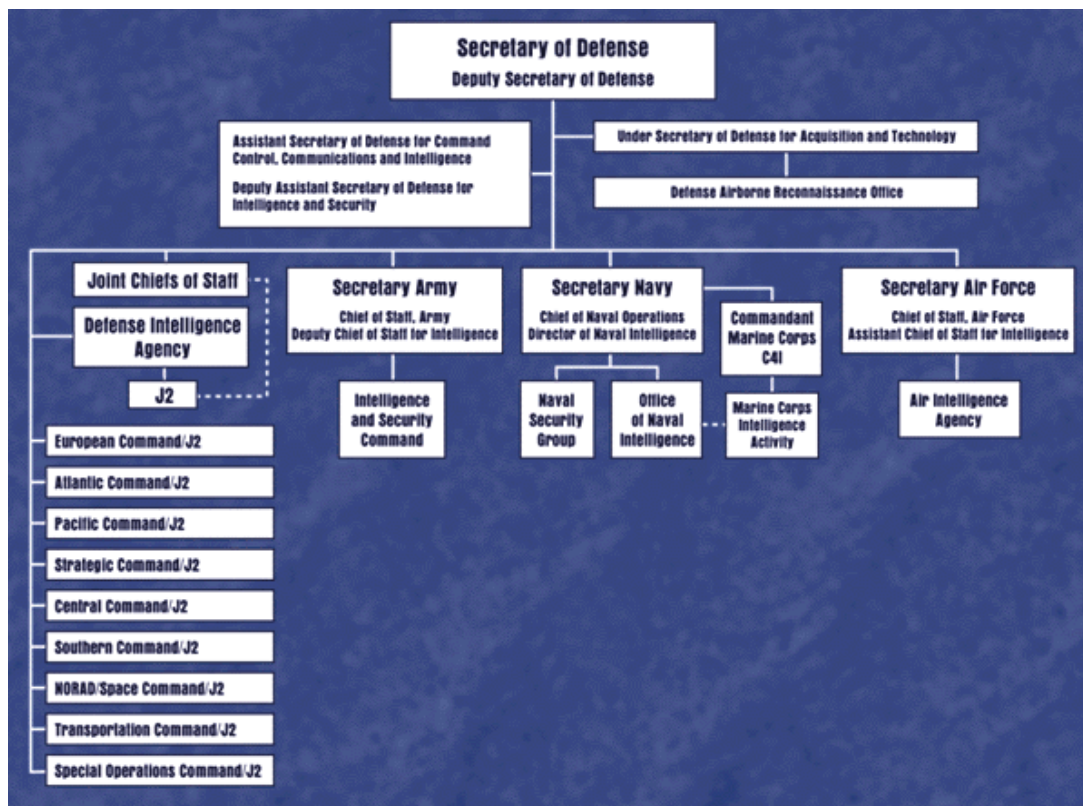 Secretary of Defense
Deputy Secretary of Defense
Assistant Secretary of Defense for Command
Control, Communications and Intelligence
Deputy Assistant Secretary of Defense for
Intelligence and Security
Under Secretary of Defense for Acquisition and Technology
Defense Airborne Reconnaissance Office
Joint Chiefs of Staff
Defense Intelligence
Agency
J2
Secretary Army
Chief of Staff, Army
Deputy Chief of Staff for Intelligence
Intelligence
and Security
Command
Secretary Navy
Chief of Naval Operations
Director of Naval Intelligence
Naval
Security
Group
Office
of Naval
Intelligence
Commandant
Marine Corps
C4I
Marine Corps
Intelligence
Activity
Secretary Air Force
Chief of Staff, Air Force
Assistant Chief of Staff for Intelligence
Air Intelligence
Agency
European Command/J2
Atlantic Command/J2
Pacific Command/J2
Strategic Command/J2
Central Command/J2
Southern Command/J2
NORAD/Space Command/J2
Transportation Command/J2
Special Operations Command/J2